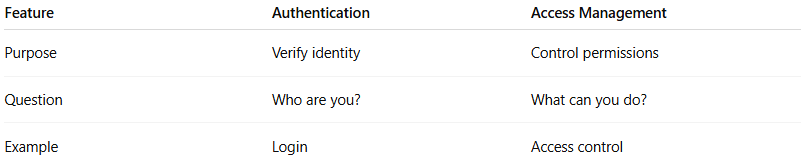 Feature Authentication Access Management
Purpose Verify identity Control permissions
Question Who are you? What can you do?
Example Login Access control